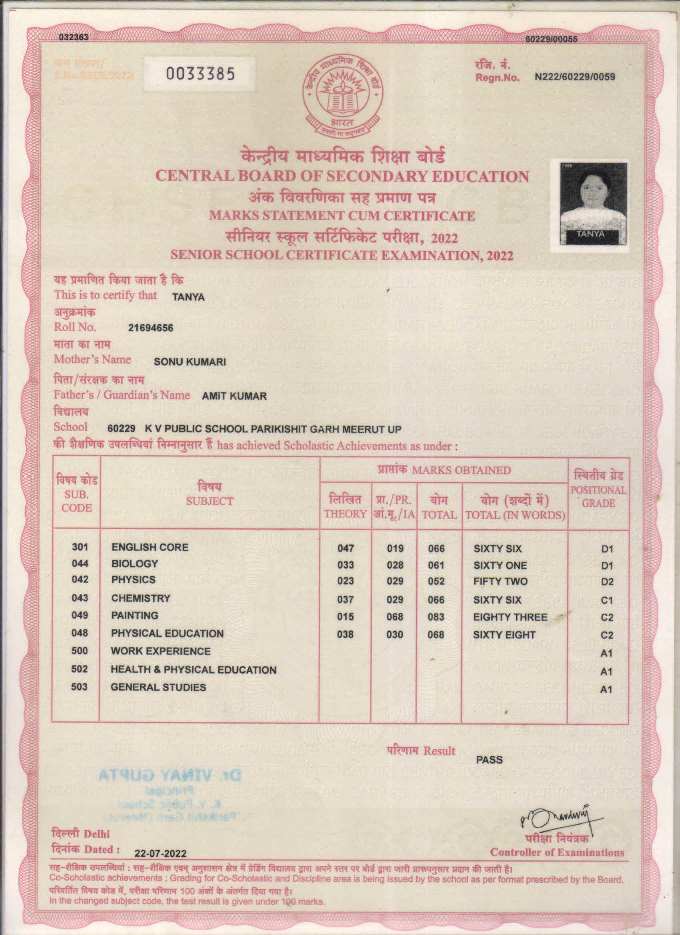 032363
60229/00055
0033385
रजि. नं.
Regn.No. N222/60229/0059
केन्द्रीय माध्यमिक शिक्षा बोर्ड
भारत
केन्द्रीय माध्यमिक शिक्षा बोर्ड
CENTRAL BOARD OF SECONDARY EDUCATION
अंक विवरणिका सह प्रमाण पत्र
MARKS STATEMENT CUM CERTIFICATE
सीनियर स्कूल सर्टिफिकेट परीक्षा, 2022
SENIOR SCHOOL CERTIFICATE EXAMINATION, 2022
TANYA
यह प्रमाणित किया जाता है कि
This is to certify that TANYA
अनुक्रमांक
Roll No. 21694656
माता का नाम
Mother's Name SONU KUMARI
पिता/संरक्षक का नाम
Father's / Guardian's Name AMIT KUMAR
विद्यालय
School 60229 K V PUBLIC SCHOOL PARIKISHIT GARH MEERUT UP
की शैक्षणिक उपलब्धियां निम्नानुसार हैं has achieved Scholastic Achievements as under :
विषय कोड SUB. CODE
विषय SUBJECT
प्राप्तांक MARKS OBTAINED
लिखित THEORY
प्रा./PR. आं.मू./IA
योग TOTAL
योग (शब्दों में) TOTAL (IN WORDS)
स्थितीय ग्रेड POSITIONAL GRADE
301 ENGLISH CORE 047 019 066 SIXTY SIX D1
044 BIOLOGY 033 028 061 SIXTY ONE D1
042 PHYSICS 023 029 052 FIFTY TWO D2
043 CHEMISTRY 037 029 066 SIXTY SIX C1
049 PAINTING 015 068 083 EIGHTY THREE C2
048 PHYSICAL EDUCATION 038 030 068 SIXTY EIGHT C2
500 WORK EXPERIENCE A1
502 HEALTH & PHYSICAL EDUCATION A1
503 GENERAL STUDIES A1
परिणाम Result PASS
Dr. VINAY GUPTA
Principal
K. V. Public School
Parikshit Garh (Meerut)
दिल्ली Delhi
दिनांक Dated : 22-07-2022
परीक्षा नियंत्रक
Controller of Examinations
सह-शैक्षिक उपलब्धियां : सह-शैक्षिक एवम् अनुशासन क्षेत्र में ग्रेडिंग विद्यालय द्वारा अपने स्तर पर बोर्ड द्वारा जारी प्रारूपनुसार प्रदान की जाती है।
Co-Scholastic achievements : Grading for Co-Scholastic and Discipline area is being issued by the school as per format prescribed by the Board.
परिवर्तित विषय कोड में, परीक्षा परिणाम 100 अंकों के अंतर्गत दिया गया है।
In the changed subject code, the test result is given under 100 marks.